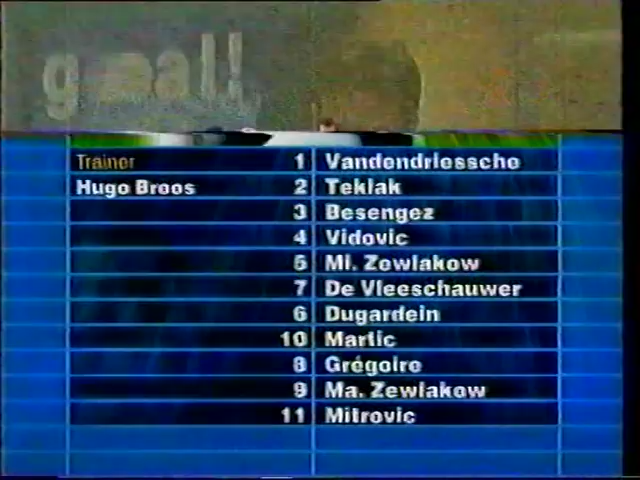 goal!
Trainer 1 Vandendriessche
Hugo Broos 2 Teklak
3 Besengez
4 Vidovic
5 Mi. Zewlakow
7 De Vleeschauwer
6 Dugardein
10 Martic
8 Grégoire
9 Ma. Zewlakow
11 Mitrovic